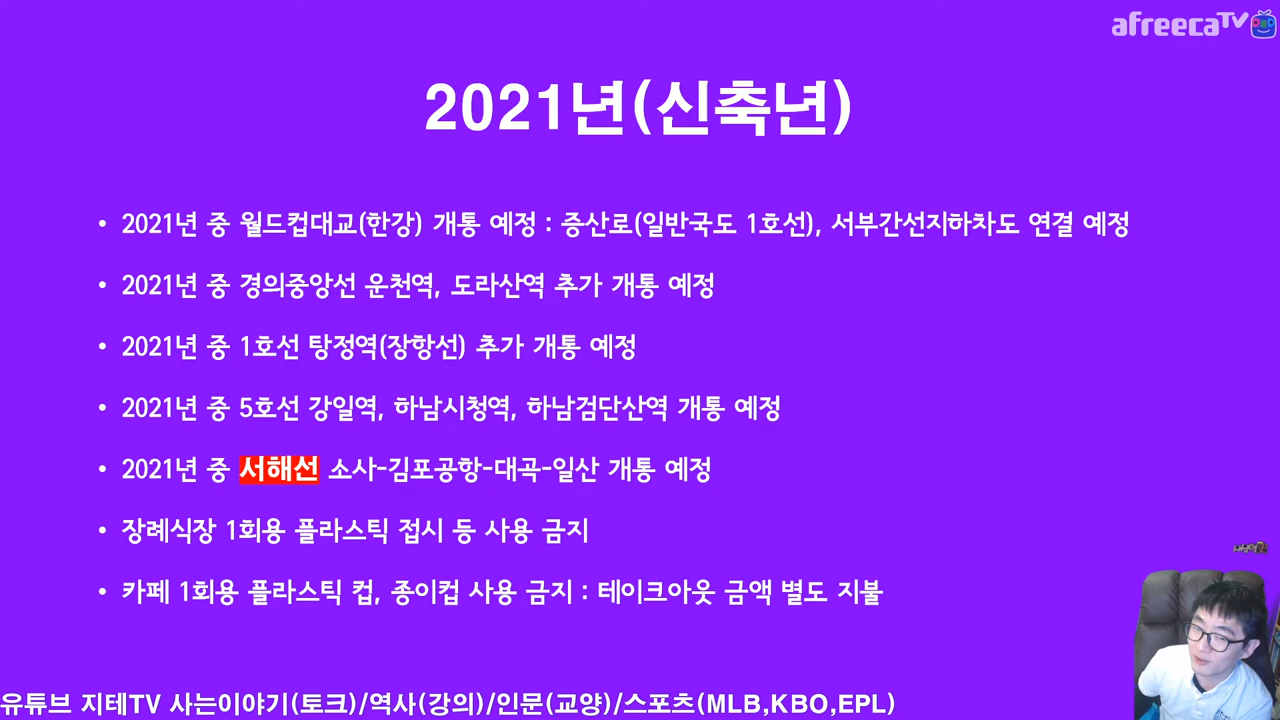 afreecaTV
2021년(신축년)
• 2021년 중 월드컵대교(한강) 개통 예정 : 증산로(일반국도 1호선), 서부간선지하차도 연결 예정
• 2021년 중 경의중앙선 운천역, 도라산역 추가 개통 예정
• 2021년 중 1호선 탕정역(장항선) 추가 개통 예정
• 2021년 중 5호선 강일역, 하남시청역, 하남검단산역 개통 예정
• 2021년 중 서해선 소사-김포공항-대곡-일산 개통 예정
• 장례식장 1회용 플라스틱 접시 등 사용 금지
• 카페 1회용 플라스틱 컵, 종이컵 사용 금지 : 테이크아웃 금액 별도 지불
유튜브 지테TV 사는이야기(토크)/역사(강의)/인문(교양)/스포츠(MLB,KBO,EPL)